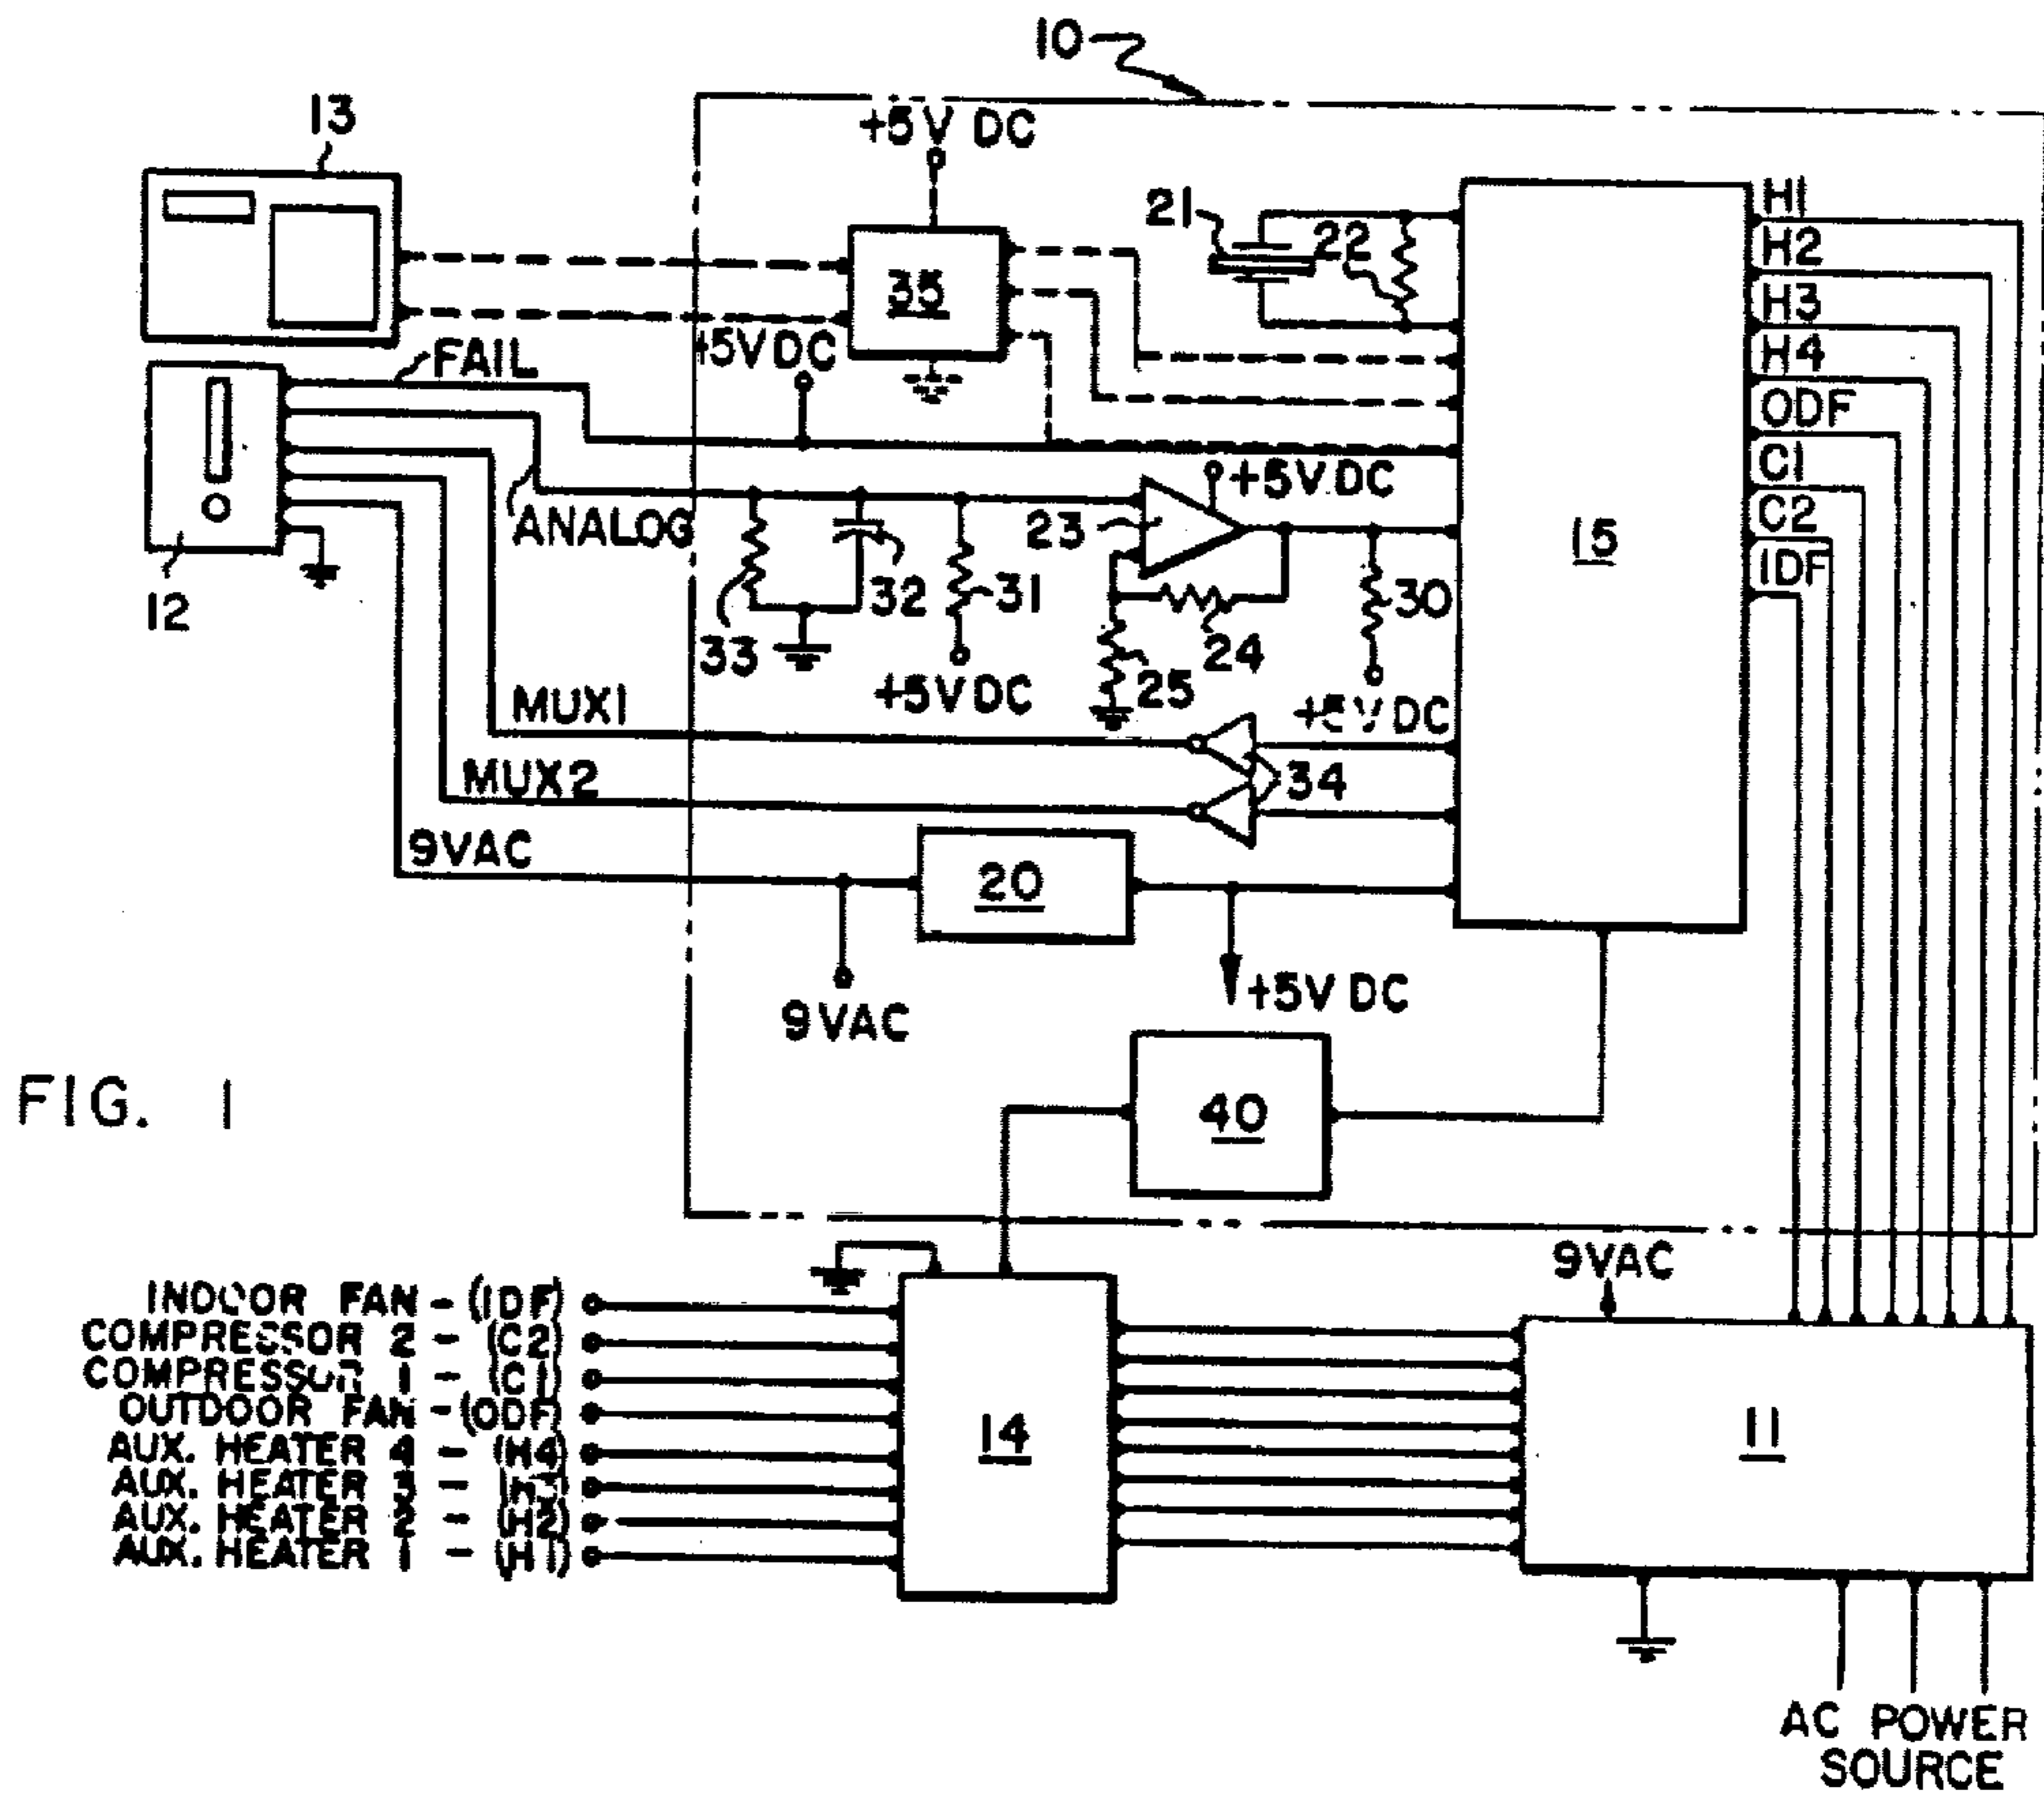 10
13
+5V DC
21
22
H1
H2
H3
H4
ODF
C1
C2
IDF
35
+5VDC
FAIL
+5VDC
15
23
ANALOG
32
31
30
12
33
24
25
+5VDC
+5VDC
MUX1
34
MUX2
9VAC
20
9VAC
+5V DC
40
FIG. 1
9VAC
INDOOR FAN - (IDF)
COMPRESSOR 2 - (C2)
COMPRESSOR 1 - (C1)
OUTDOOR FAN - (ODF)
AUX. HEATER 4 - (H4)
AUX. HEATER 3 - (H3)
AUX. HEATER 2 - (H2)
AUX. HEATER 1 - (H1)
14
11
AC POWER
SOURCE